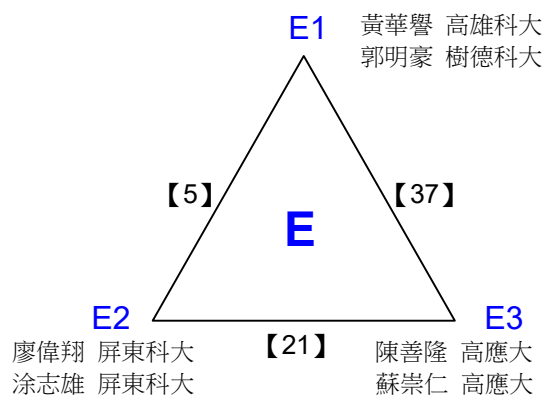 E1
黃華譽 高雄科大
郭明豪 樹德科大
【5】
【37】
E
E2
廖偉翔 屏東科大
涂志雄 屏東科大
【21】
E3
陳善隆 高應大
蘇崇仁 高應大